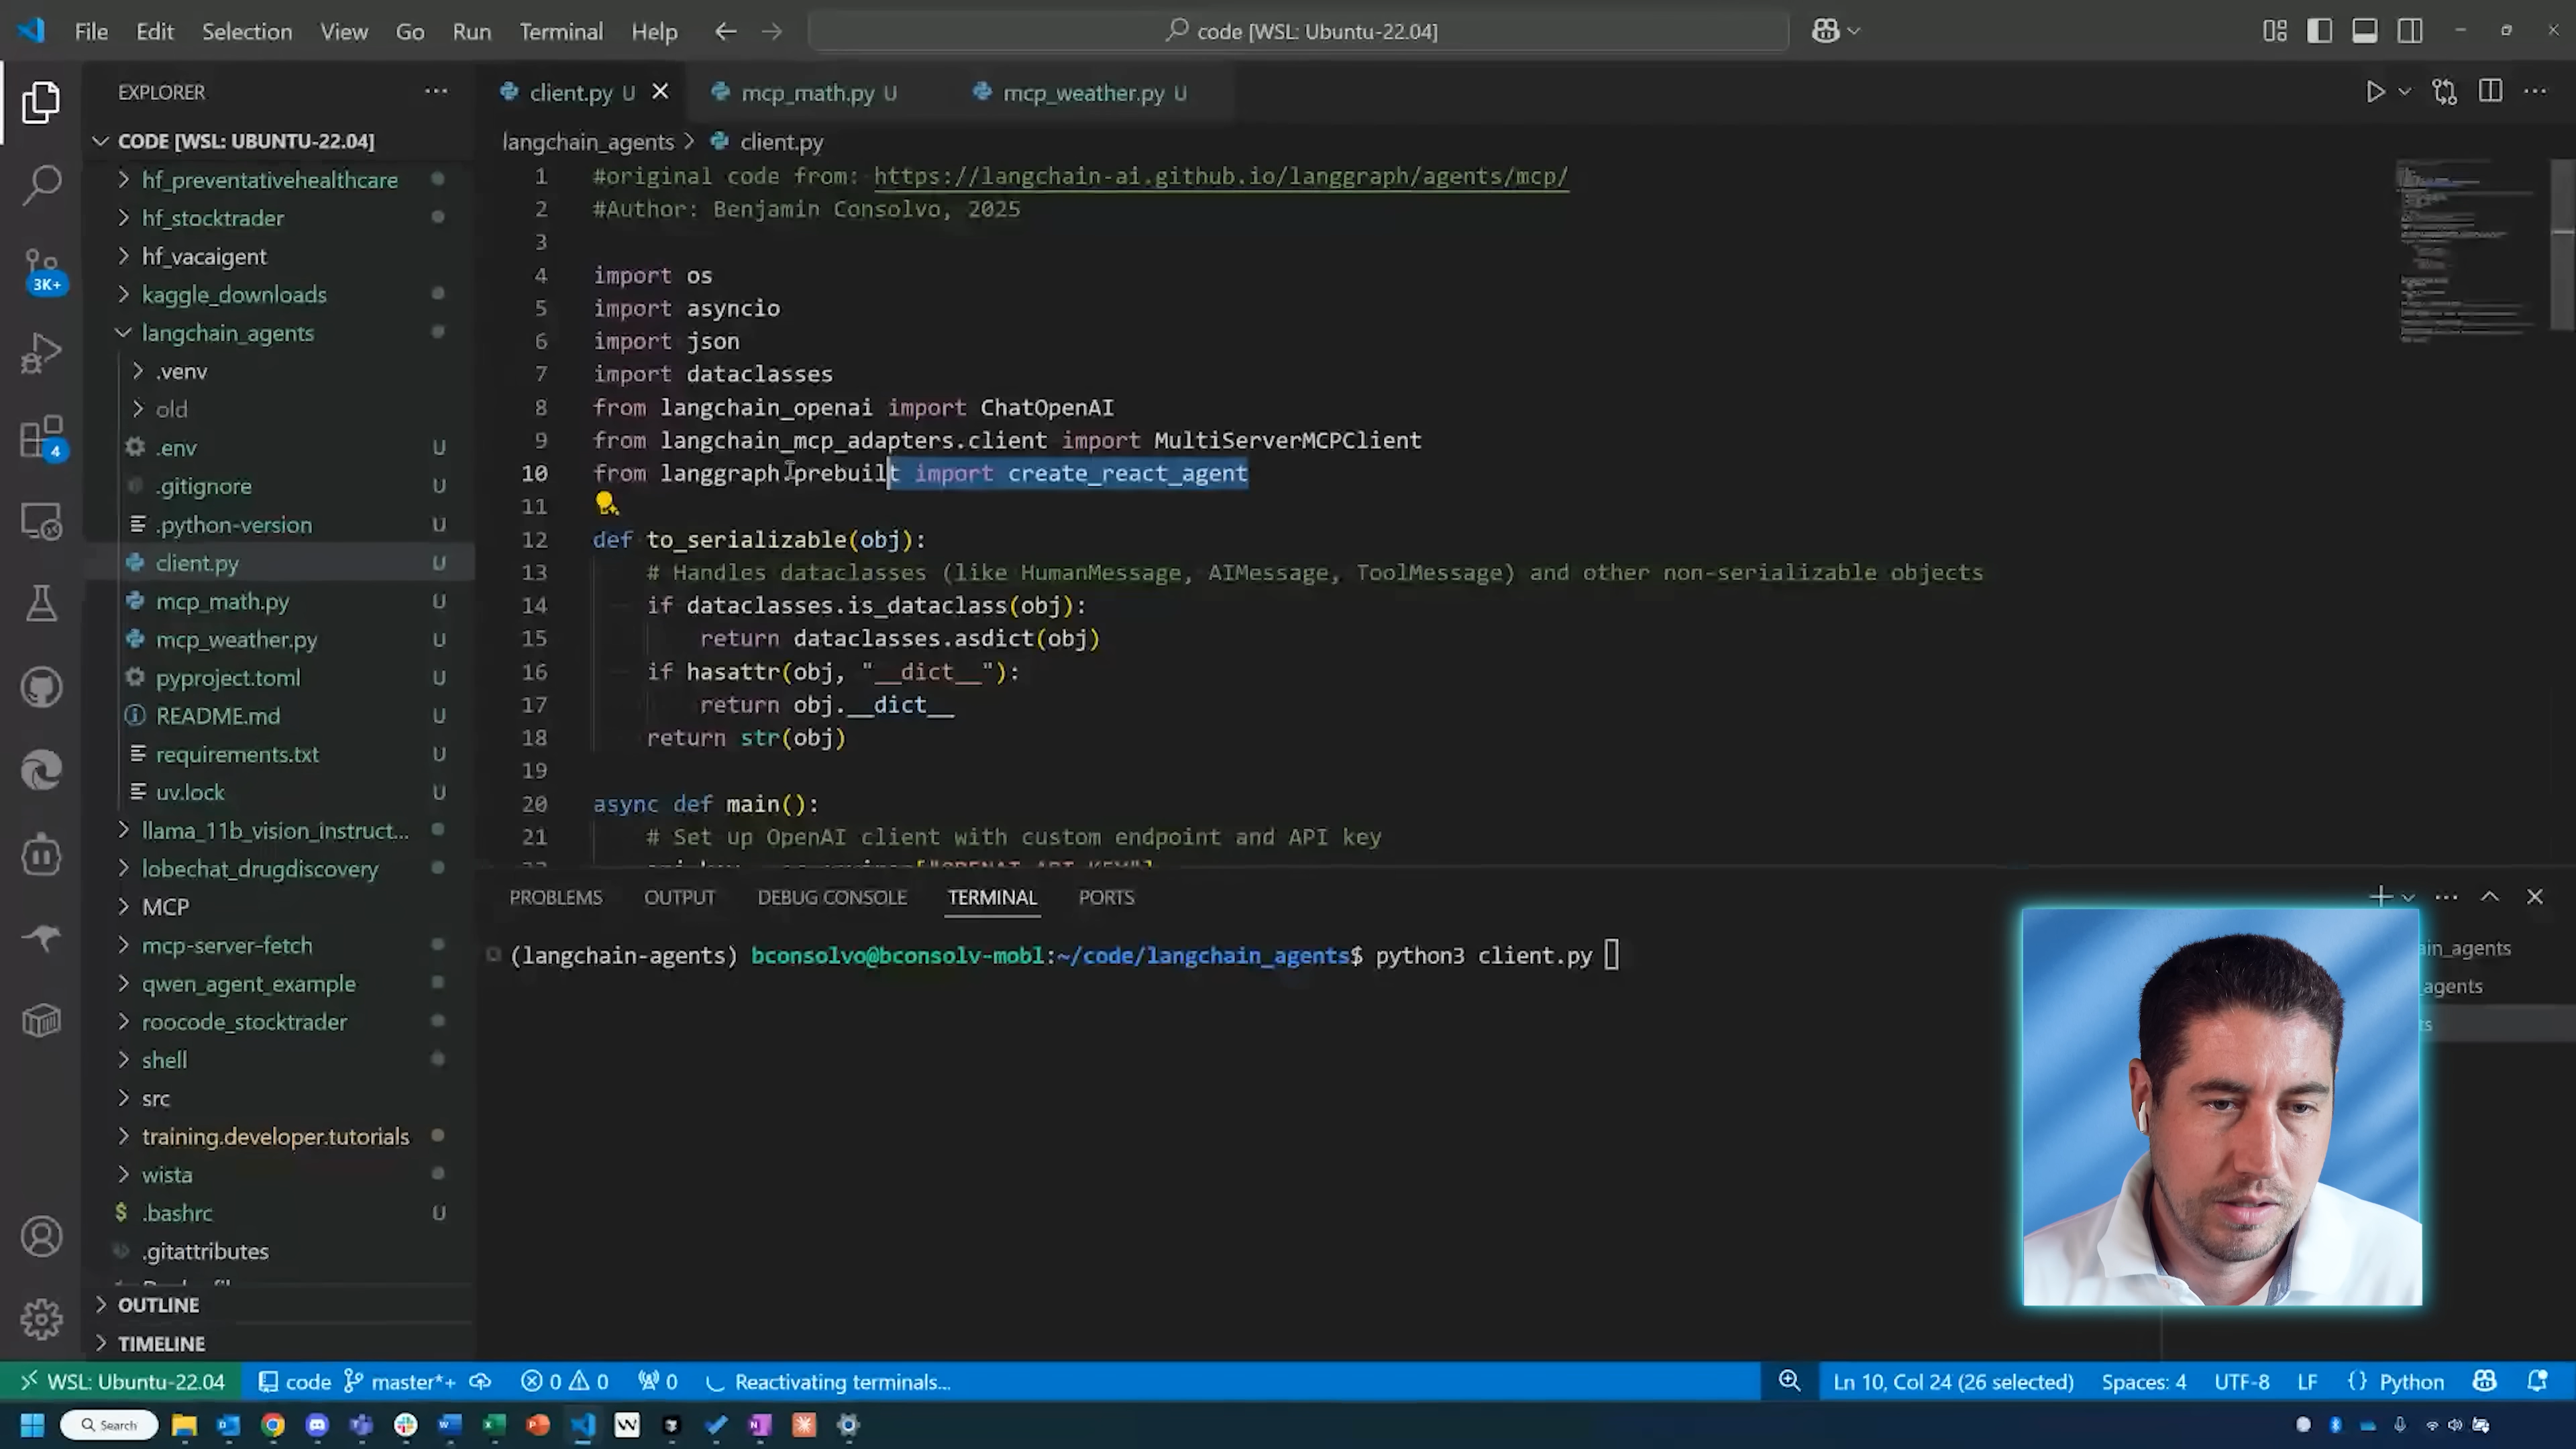 File Edit Selection View Go Run Terminal Help
code [WSL: Ubuntu-22.04]
EXPLORER
CODE [WSL: UBUNTU-22.04]
hf_preventativehealthcare
hf_stocktrader
hf_vacaigent
kaggle_downloads
langchain_agents
.venv
old
.env U
.gitignore U
.python-version U
client.py U
mcp_math.py U
mcp_weather.py U
pyproject.toml U
README.md U
requirements.txt U
uv.lock U
llama_11b_vision_instruct...
lobechat_drugdiscovery
MCP
mcp-server-fetch
qwen_agent_example
roocode_stocktrader
shell
src
training.developer.tutorials
wista
.bashrc U
.gitattributes
OUTLINE
TIMELINE
3K+
4
client.py U mcp_math.py U mcp_weather.py U
langchain_agents > client.py
1 #original code from: https://langchain-ai.github.io/langgraph/agents/mcp/
2 #Author: Benjamin Consolvo, 2025
3
4 import os
5 import asyncio
6 import json
7 import dataclasses
8 from langchain_openai import ChatOpenAI
9 from langchain_mcp_adapters.client import MultiServerMCPClient
10 from langgraph.prebuilt import create_react_agent
11
12 def to_serializable(obj):
13 # Handles dataclasses (like HumanMessage, AIMessage, ToolMessage) and other non-serializable objects
14 if dataclasses.is_dataclass(obj):
15 return dataclasses.asdict(obj)
16 if hasattr(obj, "__dict__"):
17 return obj.__dict__
18 return str(obj)
19
20 async def main():
21 # Set up OpenAI client with custom endpoint and API key
PROBLEMS OUTPUT DEBUG CONSOLE TERMINAL PORTS
(langchain-agents) bconsolvo@bconsolv-mobl:~/code/langchain_agents$ python3 client.py
ain_agents
agents
ts
WSL: Ubuntu-22.04 code master*+ 0 0 0 Reactivating terminals... Ln 10, Col 24 (26 selected) Spaces: 4 UTF-8 LF {} Python
Search